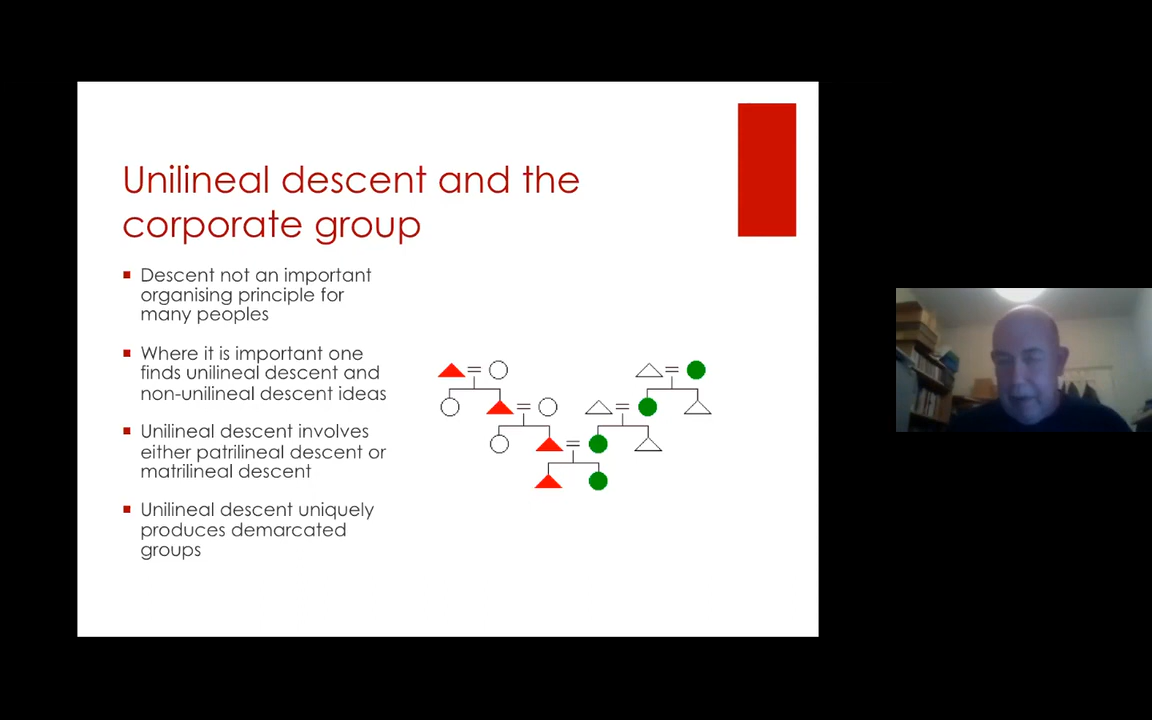 Unilineal descent and the
corporate group
Descent not an important
organising principle for
many peoples
Where it is important one
finds unilineal descent and
non-unilineal descent ideas
Unilineal descent involves
either patrilineal descent or
matrilineal descent
Unilineal descent uniquely
produces demarcated
groups